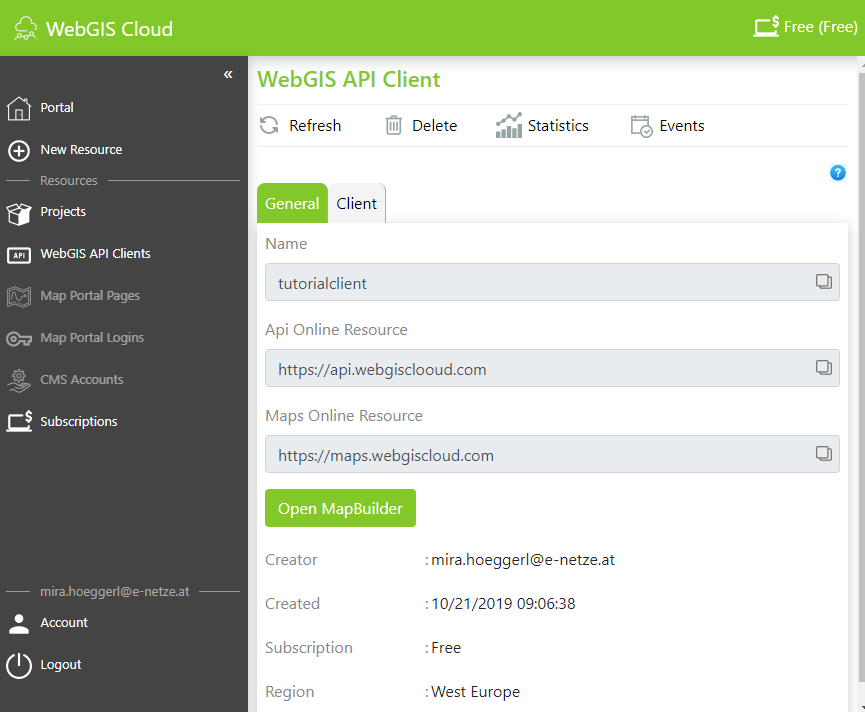 WebGIS Cloud
Free (Free)
«
Portal
New Resource
Resources
Projects
API
WebGIS API Clients
Map Portal Pages
Map Portal Logins
CMS Accounts
Subscriptions
mira.hoeggerl@e-netze.at
Account
Logout
WebGIS API Client
Refresh
Delete
Statistics
Events
?
General
Client
Name
tutorialclient
Api Online Resource
https://api.webgisclooud.com
Maps Online Resource
https://maps.webgiscloud.com
Open MapBuilder
Creator : mira.hoeggerl@e-netze.at
Created : 10/21/2019 09:06:38
Subscription : Free
Region : West Europe